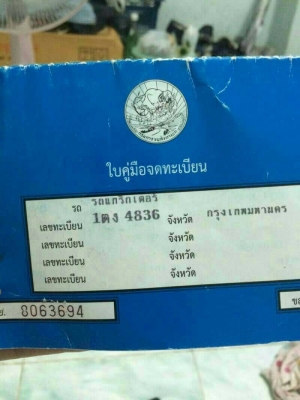 ใบคู่มือจดทะเบียน
รถ รถแทรกเตอร์
เลขทะเบียน 1ตง 4836 จังหวัด กรุงเทพมหานคร
เลขทะเบียน จังหวัด
เลขทะเบียน จังหวัด
เลขทะเบียน จังหวัด
8063694